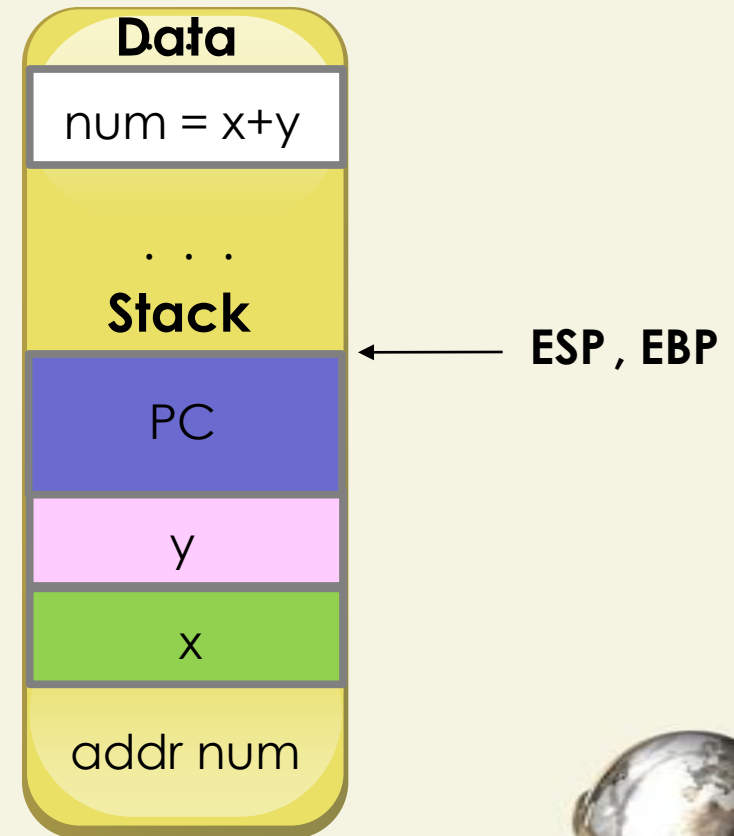 Data
num = x+y
. . .
Stack
ESP , EBP
PC
y
x
addr num